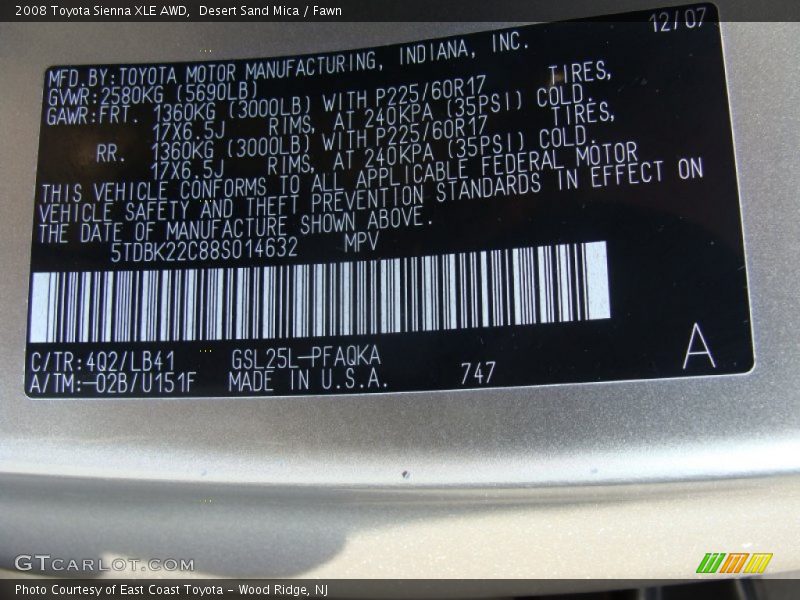 2008 Toyota Sienna XLE AWD,  Desert Sand Mica / Fawn
12/07
MFD.BY:TOYOTA MOTOR MANUFACTURING, INDIANA, INC.
GVWR:2580KG (5690LB)
GAWR:FRT. 1360KG (3000LB) WITH P225/60R17 TIRES,
17X6.5J RIMS, AT 240KPA (35PSI) COLD.
RR. 1360KG (3000LB) WITH P225/60R17 TIRES,
17X6.5J RIMS, AT 240KPA (35PSI) COLD.
THIS VEHICLE CONFORMS TO ALL APPLICABLE FEDERAL MOTOR
VEHICLE SAFETY AND THEFT PREVENTION STANDARDS IN EFFECT ON
THE DATE OF MANUFACTURE SHOWN ABOVE.
5TDBK22C88S014632 MPV
C/TR:4Q2/LB41 GSL25L-PFAQKA
A/TM:-02B/U151F MADE IN U.S.A. 747
A
GTCARLOT.COM
Photo Courtesy of East Coast Toyota - Wood Ridge, NJ